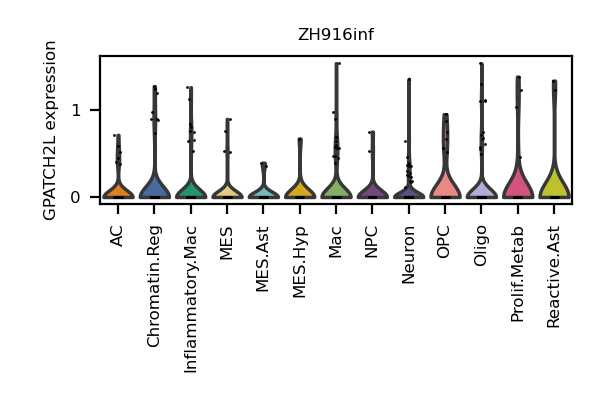 ZH916inf
GPATCH2L expression
1
0
AC
Chromatin.Reg
Inflammatory.Mac
MES
MES.Ast
MES.Hyp
Mac
NPC
Neuron
OPC
Oligo
Prolif.Metab
Reactive.Ast